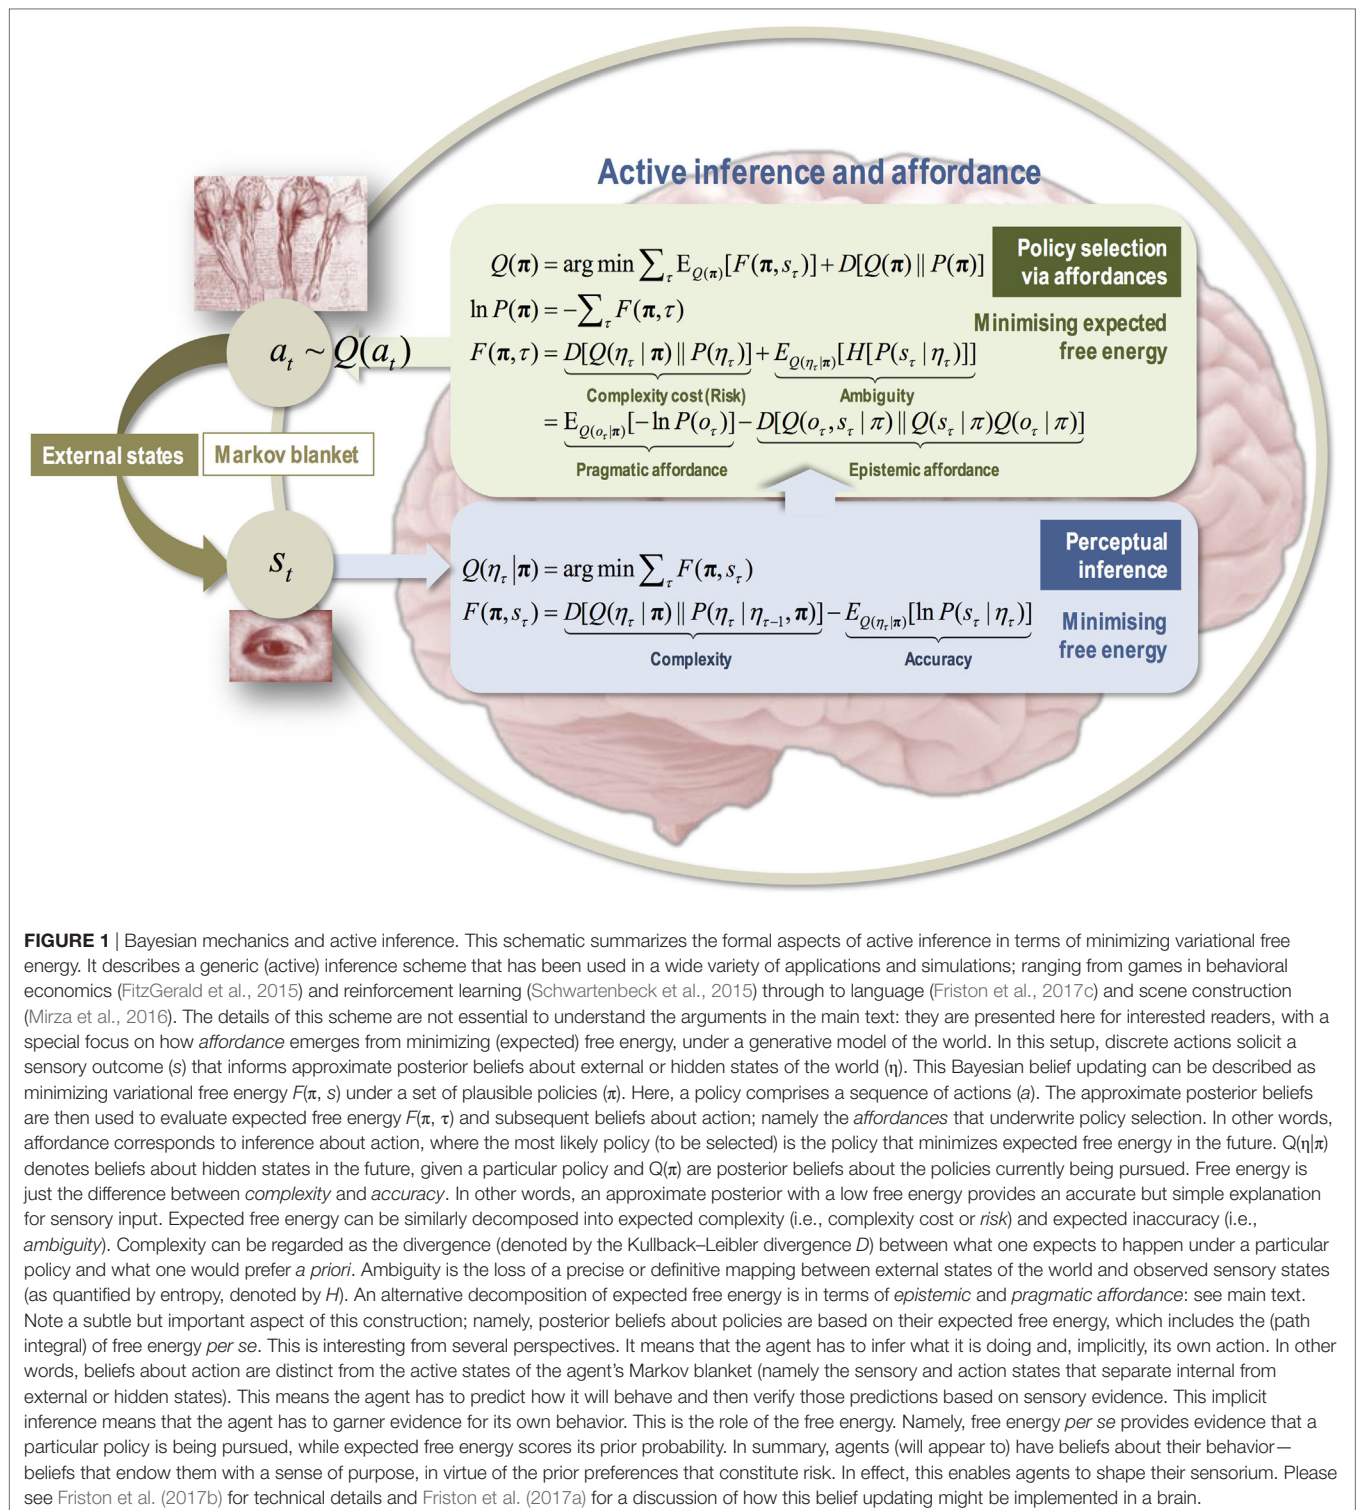 Active inference and affordance
Q(π) = arg min ∑_τ E_{Q(π)}[F(π, s_τ)] + D[Q(π) || P(π)]
Policy selection
via affordances
ln P(π) = −∑_τ F(π, τ)
Minimising expected
free energy
F(π, τ) = D[Q(η_τ | π) || P(η_τ)] + E_{Q(η_τ|π)}[H[P(s_τ | η_τ)]]
Complexity cost (Risk)
Ambiguity
= E_{Q(o_τ|π)}[−ln P(o_τ)] − D[Q(o_τ, s_τ | π) || Q(s_τ | π)Q(o_τ | π)]
Pragmatic affordance
Epistemic affordance
a_t ~ Q(a_t)
External states
Markov blanket
s_t
Perceptual
inference
Q(η_τ | π) = arg min ∑_τ F(π, s_τ)
F(π, s_τ) = D[Q(η_τ | π) || P(η_τ | η_{τ−1}, π)] − E_{Q(η_τ|π)}[ln P(s_τ | η_τ)]
Minimising
free energy
Complexity
Accuracy
FIGURE 1 | Bayesian mechanics and active inference. This schematic summarizes the formal aspects of active inference in terms of minimizing variational free
energy. It describes a generic (active) inference scheme that has been used in a wide variety of applications and simulations; ranging from games in behavioral
economics (FitzGerald et al., 2015) and reinforcement learning (Schwartenbeck et al., 2015) through to language (Friston et al., 2017c) and scene construction
(Mirza et al., 2016). The details of this scheme are not essential to understand the arguments in the main text: they are presented here for interested readers, with a
special focus on how affordance emerges from minimizing (expected) free energy, under a generative model of the world. In this setup, discrete actions solicit a
sensory outcome (s) that informs approximate posterior beliefs about external or hidden states of the world (η). This Bayesian belief updating can be described as
minimizing variational free energy F(π, s) under a set of plausible policies (π). Here, a policy comprises a sequence of actions (a). The approximate posterior beliefs
are then used to evaluate expected free energy F(π, τ) and subsequent beliefs about action; namely the affordances that underwrite policy selection. In other words,
affordance corresponds to inference about action, where the most likely policy (to be selected) is the policy that minimizes expected free energy in the future. Q(η|π)
denotes beliefs about hidden states in the future, given a particular policy and Q(π) are posterior beliefs about the policies currently being pursued. Free energy is
just the difference between complexity and accuracy. In other words, an approximate posterior with a low free energy provides an accurate but simple explanation
for sensory input. Expected free energy can be similarly decomposed into expected complexity (i.e., complexity cost or risk) and expected inaccuracy (i.e.,
ambiguity). Complexity can be regarded as the divergence (denoted by the Kullback–Leibler divergence D) between what one expects to happen under a particular
policy and what one would prefer a priori. Ambiguity is the loss of a precise or definitive mapping between external states of the world and observed sensory states
(as quantified by entropy, denoted by H). An alternative decomposition of expected free energy is in terms of epistemic and pragmatic affordance: see main text.
Note a subtle but important aspect of this construction; namely, posterior beliefs about policies are based on their expected free energy, which includes the (path
integral) of free energy per se. This is interesting from several perspectives. It means that the agent has to infer what it is doing and, implicitly, its own action. In other
words, beliefs about action are distinct from the active states of the agent's Markov blanket (namely the sensory and action states that separate internal from
external or hidden states). This means the agent has to predict how it will behave and then verify those predictions based on sensory evidence. This implicit
inference means that the agent has to garner evidence for its own behavior. This is the role of the free energy. Namely, free energy per se provides evidence that a
particular policy is being pursued, while expected free energy scores its prior probability. In summary, agents (will appear to) have beliefs about their behavior—
beliefs that endow them with a sense of purpose, in virtue of the prior preferences that constitute risk. In effect, this enables agents to shape their sensorium. Please
see Friston et al. (2017b) for technical details and Friston et al. (2017a) for a discussion of how this belief updating might be implemented in a brain.